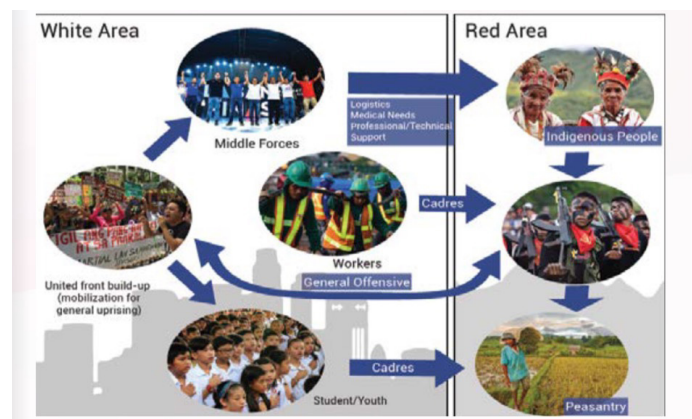 White Area
Red Area
Logistics
Medical Needs
Professional/Technical
Support
Middle Forces
Indigenous People
Cadres
Workers
General Offensive
United front build-up
(mobilization for
general uprising)
Cadres
Student/Youth
Peasantry